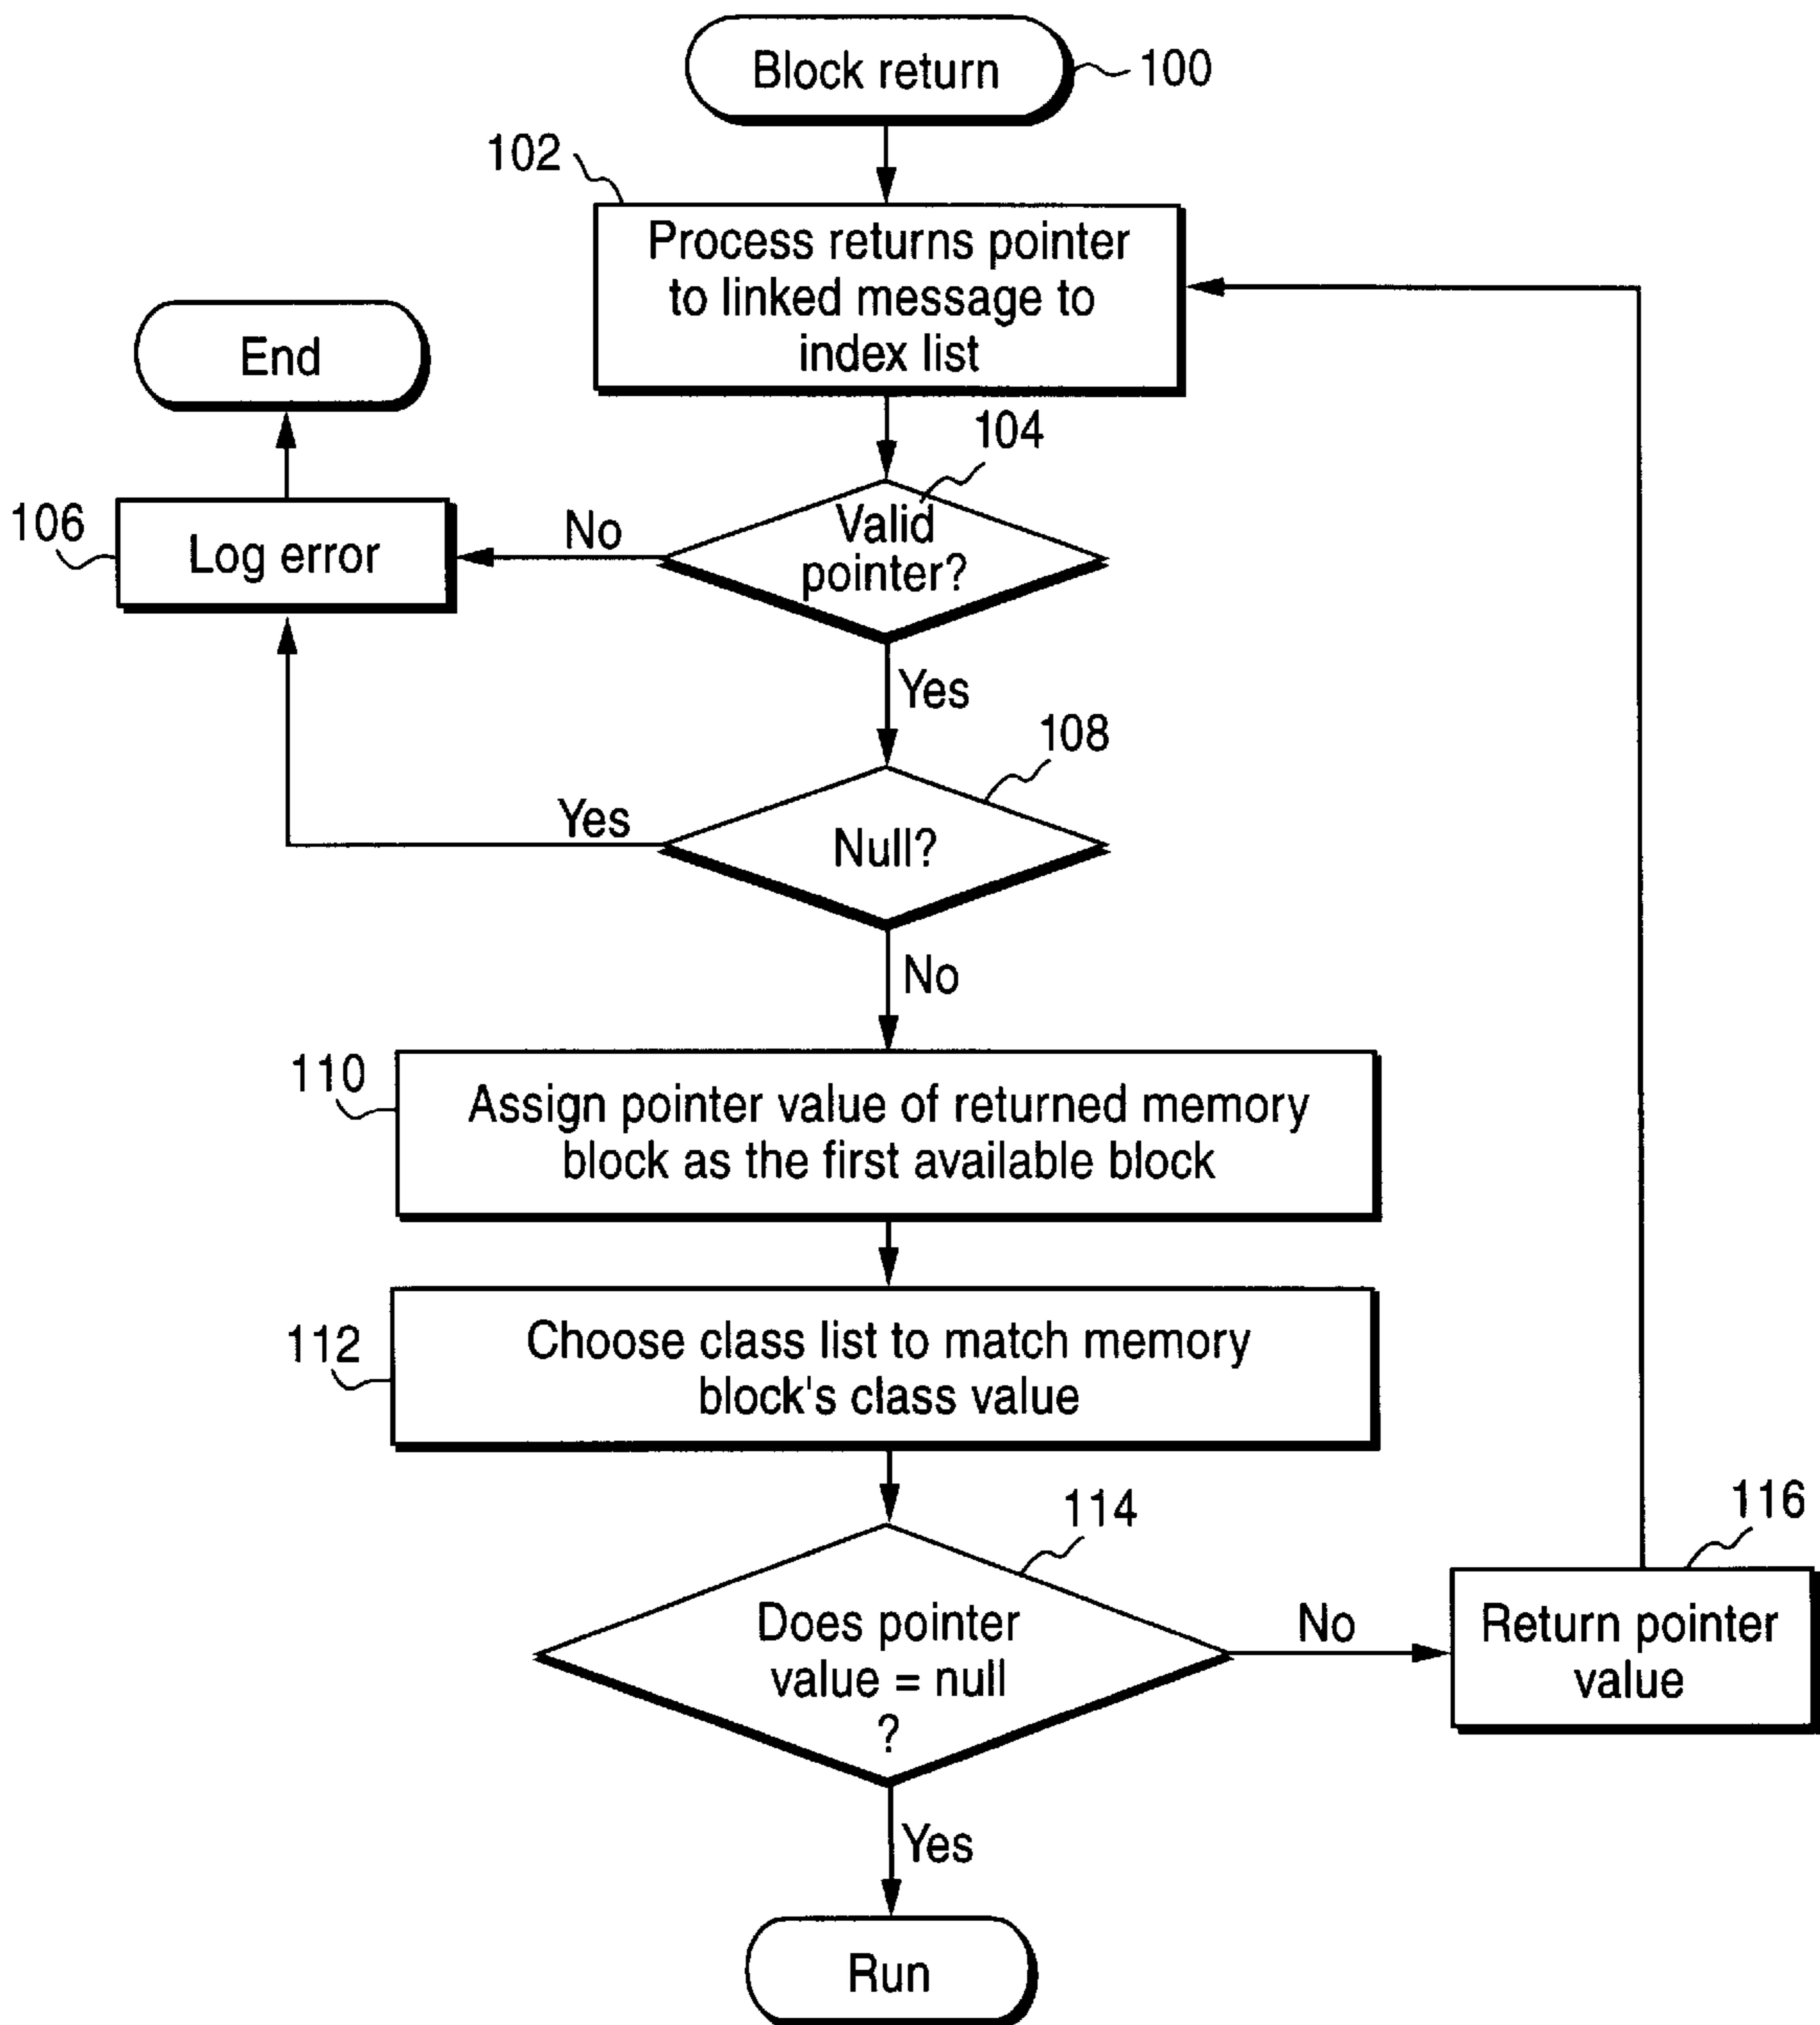 Block return
100
102
Process returns pointer
to linked message to
index list
End
104
106
Log error
No
Valid
pointer?
Yes
108
Yes
Null?
No
110
Assign pointer value of returned memory
block as the first available block
112
Choose class list to match memory
block's class value
114
116
Does pointer
value = null
?
No
Return pointer
value
Yes
Run